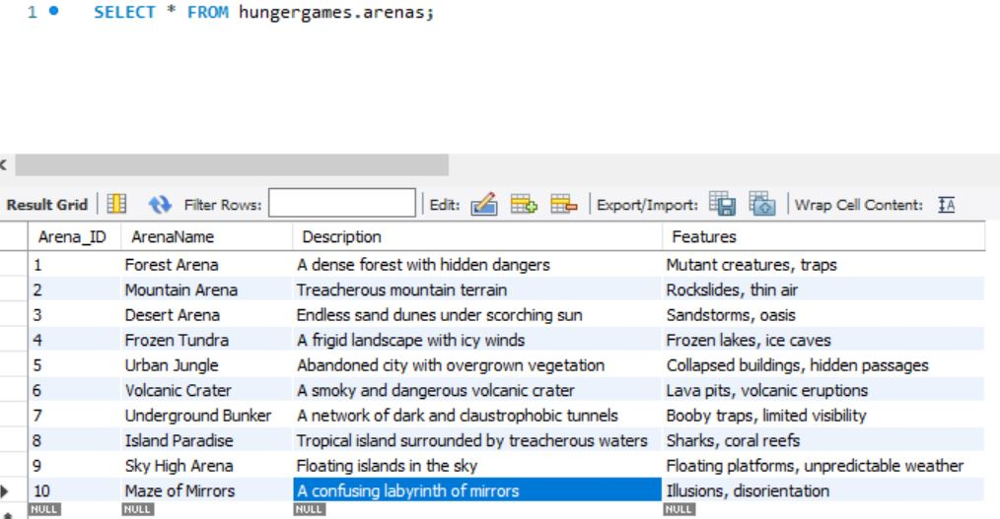 1 SELECT * FROM hungergames.arenas;
Result Grid Filter Rows: Edit: Export/Import: Wrap Cell Content: IA
Arena_ID ArenaName Description Features
1 Forest Arena A dense forest with hidden dangers Mutant creatures, traps
2 Mountain Arena Treacherous mountain terrain Rockslides, thin air
3 Desert Arena Endless sand dunes under scorching sun Sandstorms, oasis
4 Frozen Tundra A frigid landscape with icy winds Frozen lakes, ice caves
5 Urban Jungle Abandoned city with overgrown vegetation Collapsed buildings, hidden passages
6 Volcanic Crater A smoky and dangerous volcanic crater Lava pits, volcanic eruptions
7 Underground Bunker A network of dark and claustrophobic tunnels Booby traps, limited visibility
8 Island Paradise Tropical island surrounded by treacherous waters Sharks, coral reefs
9 Sky High Arena Floating islands in the sky Floating platforms, unpredictable weather
10 Maze of Mirrors A confusing labyrinth of mirrors Illusions, disorientation
NULL NULL NULL NULL